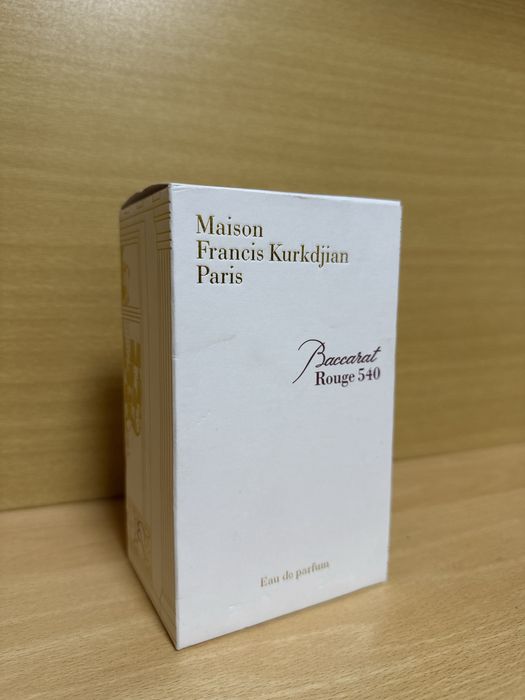 Maison
Francis Kurkdjian
Paris
Baccarat
Rouge 540
Eau de parfum